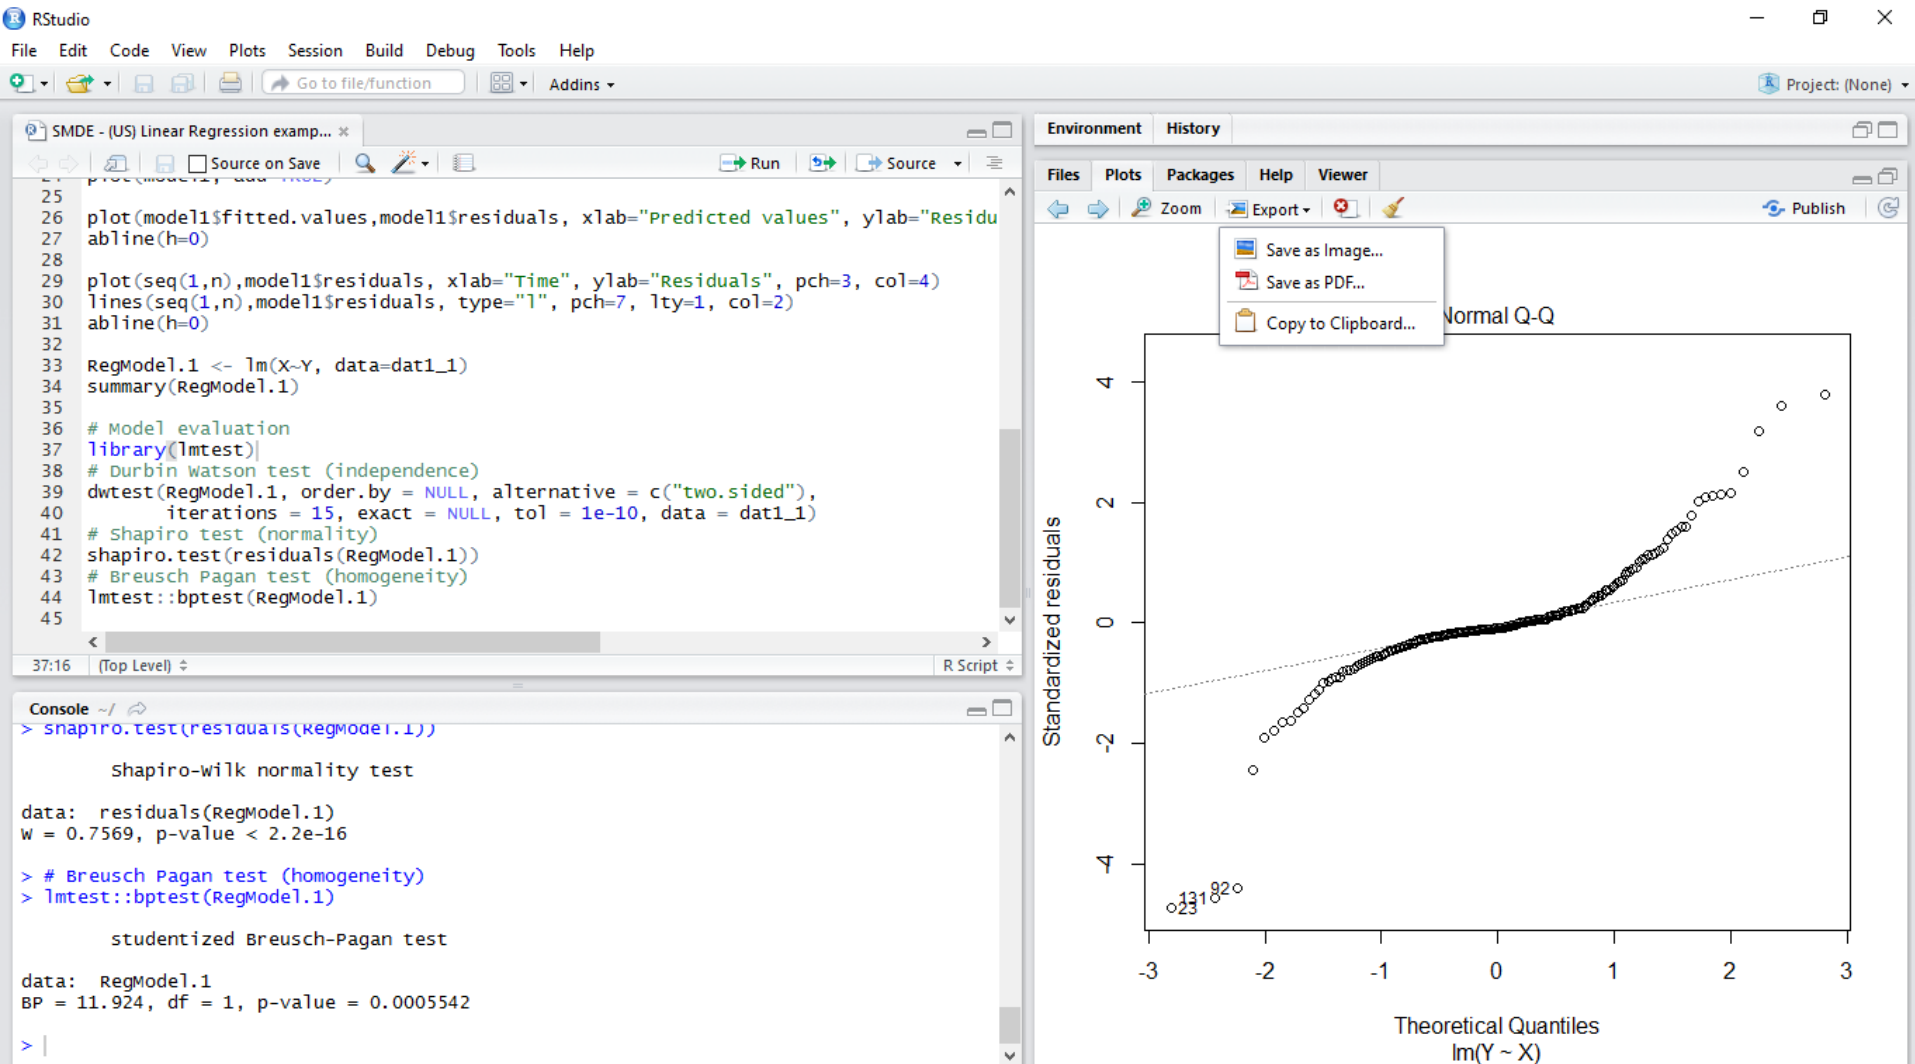 RStudio
File Edit Code View Plots Session Build Debug Tools Help
Go to file/function Addins Project: (None)
SMDE - (US) Linear Regression examp...
Source on Save Run Source
25
26 plot(model1$fitted.values,model1$residuals, xlab="Predicted values", ylab="Residu
27 abline(h=0)
28
29 plot(seq(1,n),model1$residuals, xlab="Time", ylab="Residuals", pch=3, col=4)
30 lines(seq(1,n),model1$residuals, type="l", pch=7, lty=1, col=2)
31 abline(h=0)
32
33 RegModel.1 <- lm(X~Y, data=dat1_1)
34 summary(RegModel.1)
35
36 # Model evaluation
37 library(lmtest)
38 # Durbin Watson test (independence)
39 dwtest(RegModel.1, order.by = NULL, alternative = c("two.sided"),
40 iterations = 15, exact = NULL, tol = 1e-10, data = dat1_1)
41 # Shapiro test (normality)
42 shapiro.test(residuals(RegModel.1))
43 # Breusch Pagan test (homogeneity)
44 lmtest::bptest(RegModel.1)
45
37:16 (Top Level) R Script
Console ~/
> shapiro.test(residuals(RegModel.1))
Shapiro-Wilk normality test
data: residuals(RegModel.1)
W = 0.7569, p-value < 2.2e-16
> # Breusch Pagan test (homogeneity)
> lmtest::bptest(RegModel.1)
studentized Breusch-Pagan test
data: RegModel.1
BP = 11.924, df = 1, p-value = 0.0005542
>
Environment History
Files Plots Packages Help Viewer
Zoom Export Publish
Save as Image...
Save as PDF...
Copy to Clipboard...
Normal Q-Q
Standardized residuals
4
2
0
-2
-4
92
131
23
-3 -2 -1 0 1 2 3
Theoretical Quantiles
lm(Y ~ X)